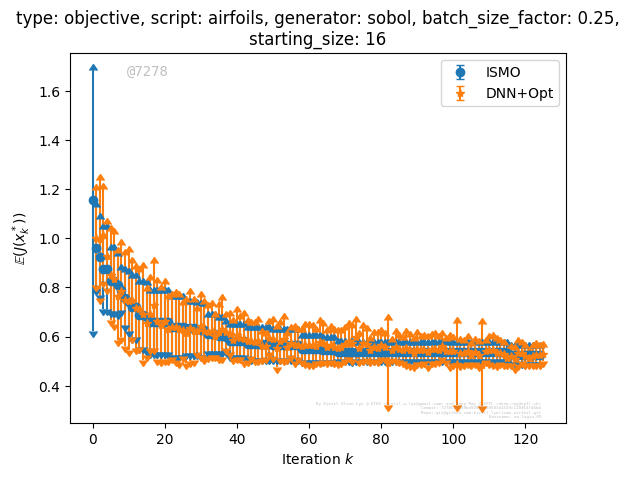 type: objective, script: airfoils, generator: sobol, batch_size_factor: 0.25,
starting_size: 16
@7278
ISMO
DNN+Opt
1.6
1.4
1.2
1.0
0.8
0.6
0.4
𝔼(J(x_k^*))
0 20 40 60 80 100 120
Iteration k